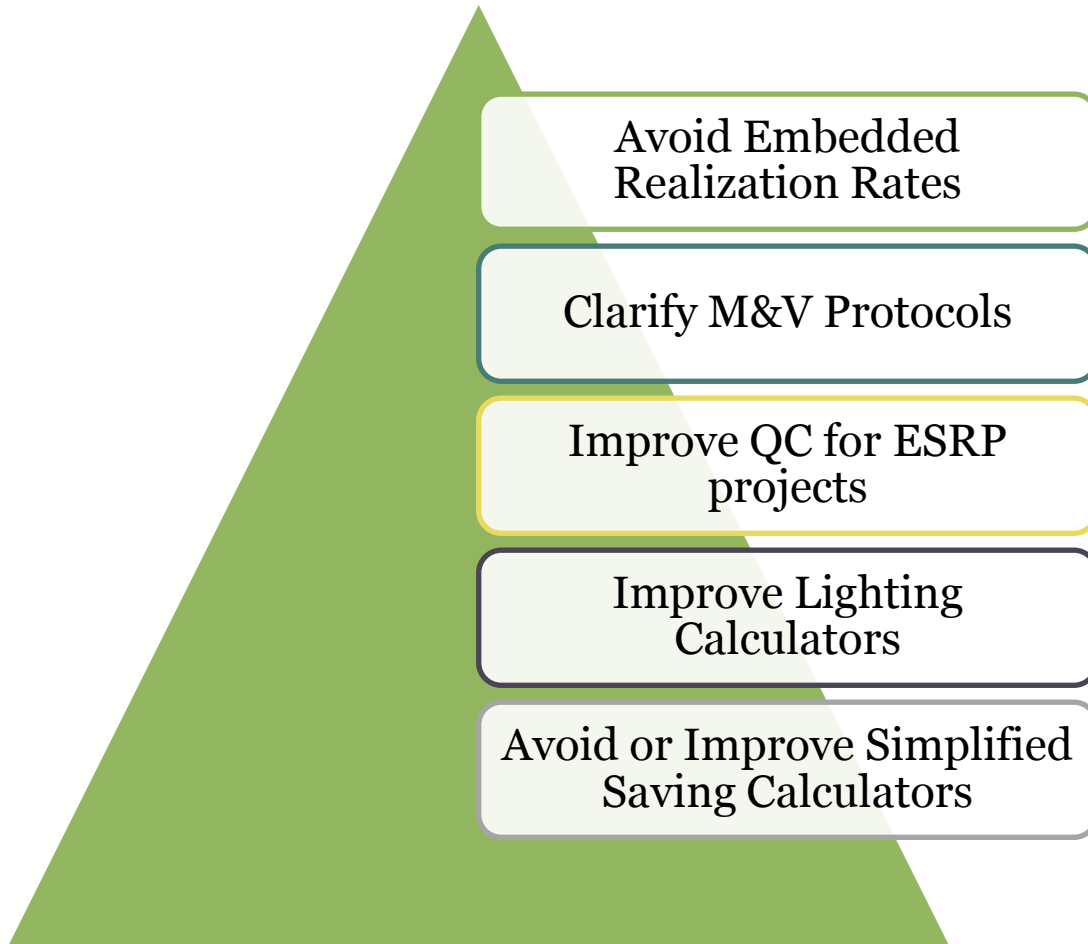 Avoid Embedded
Realization Rates
Clarify M&V Protocols
Improve QC for ESRP
projects
Improve Lighting
Calculators
Avoid or Improve Simplified
Saving Calculators